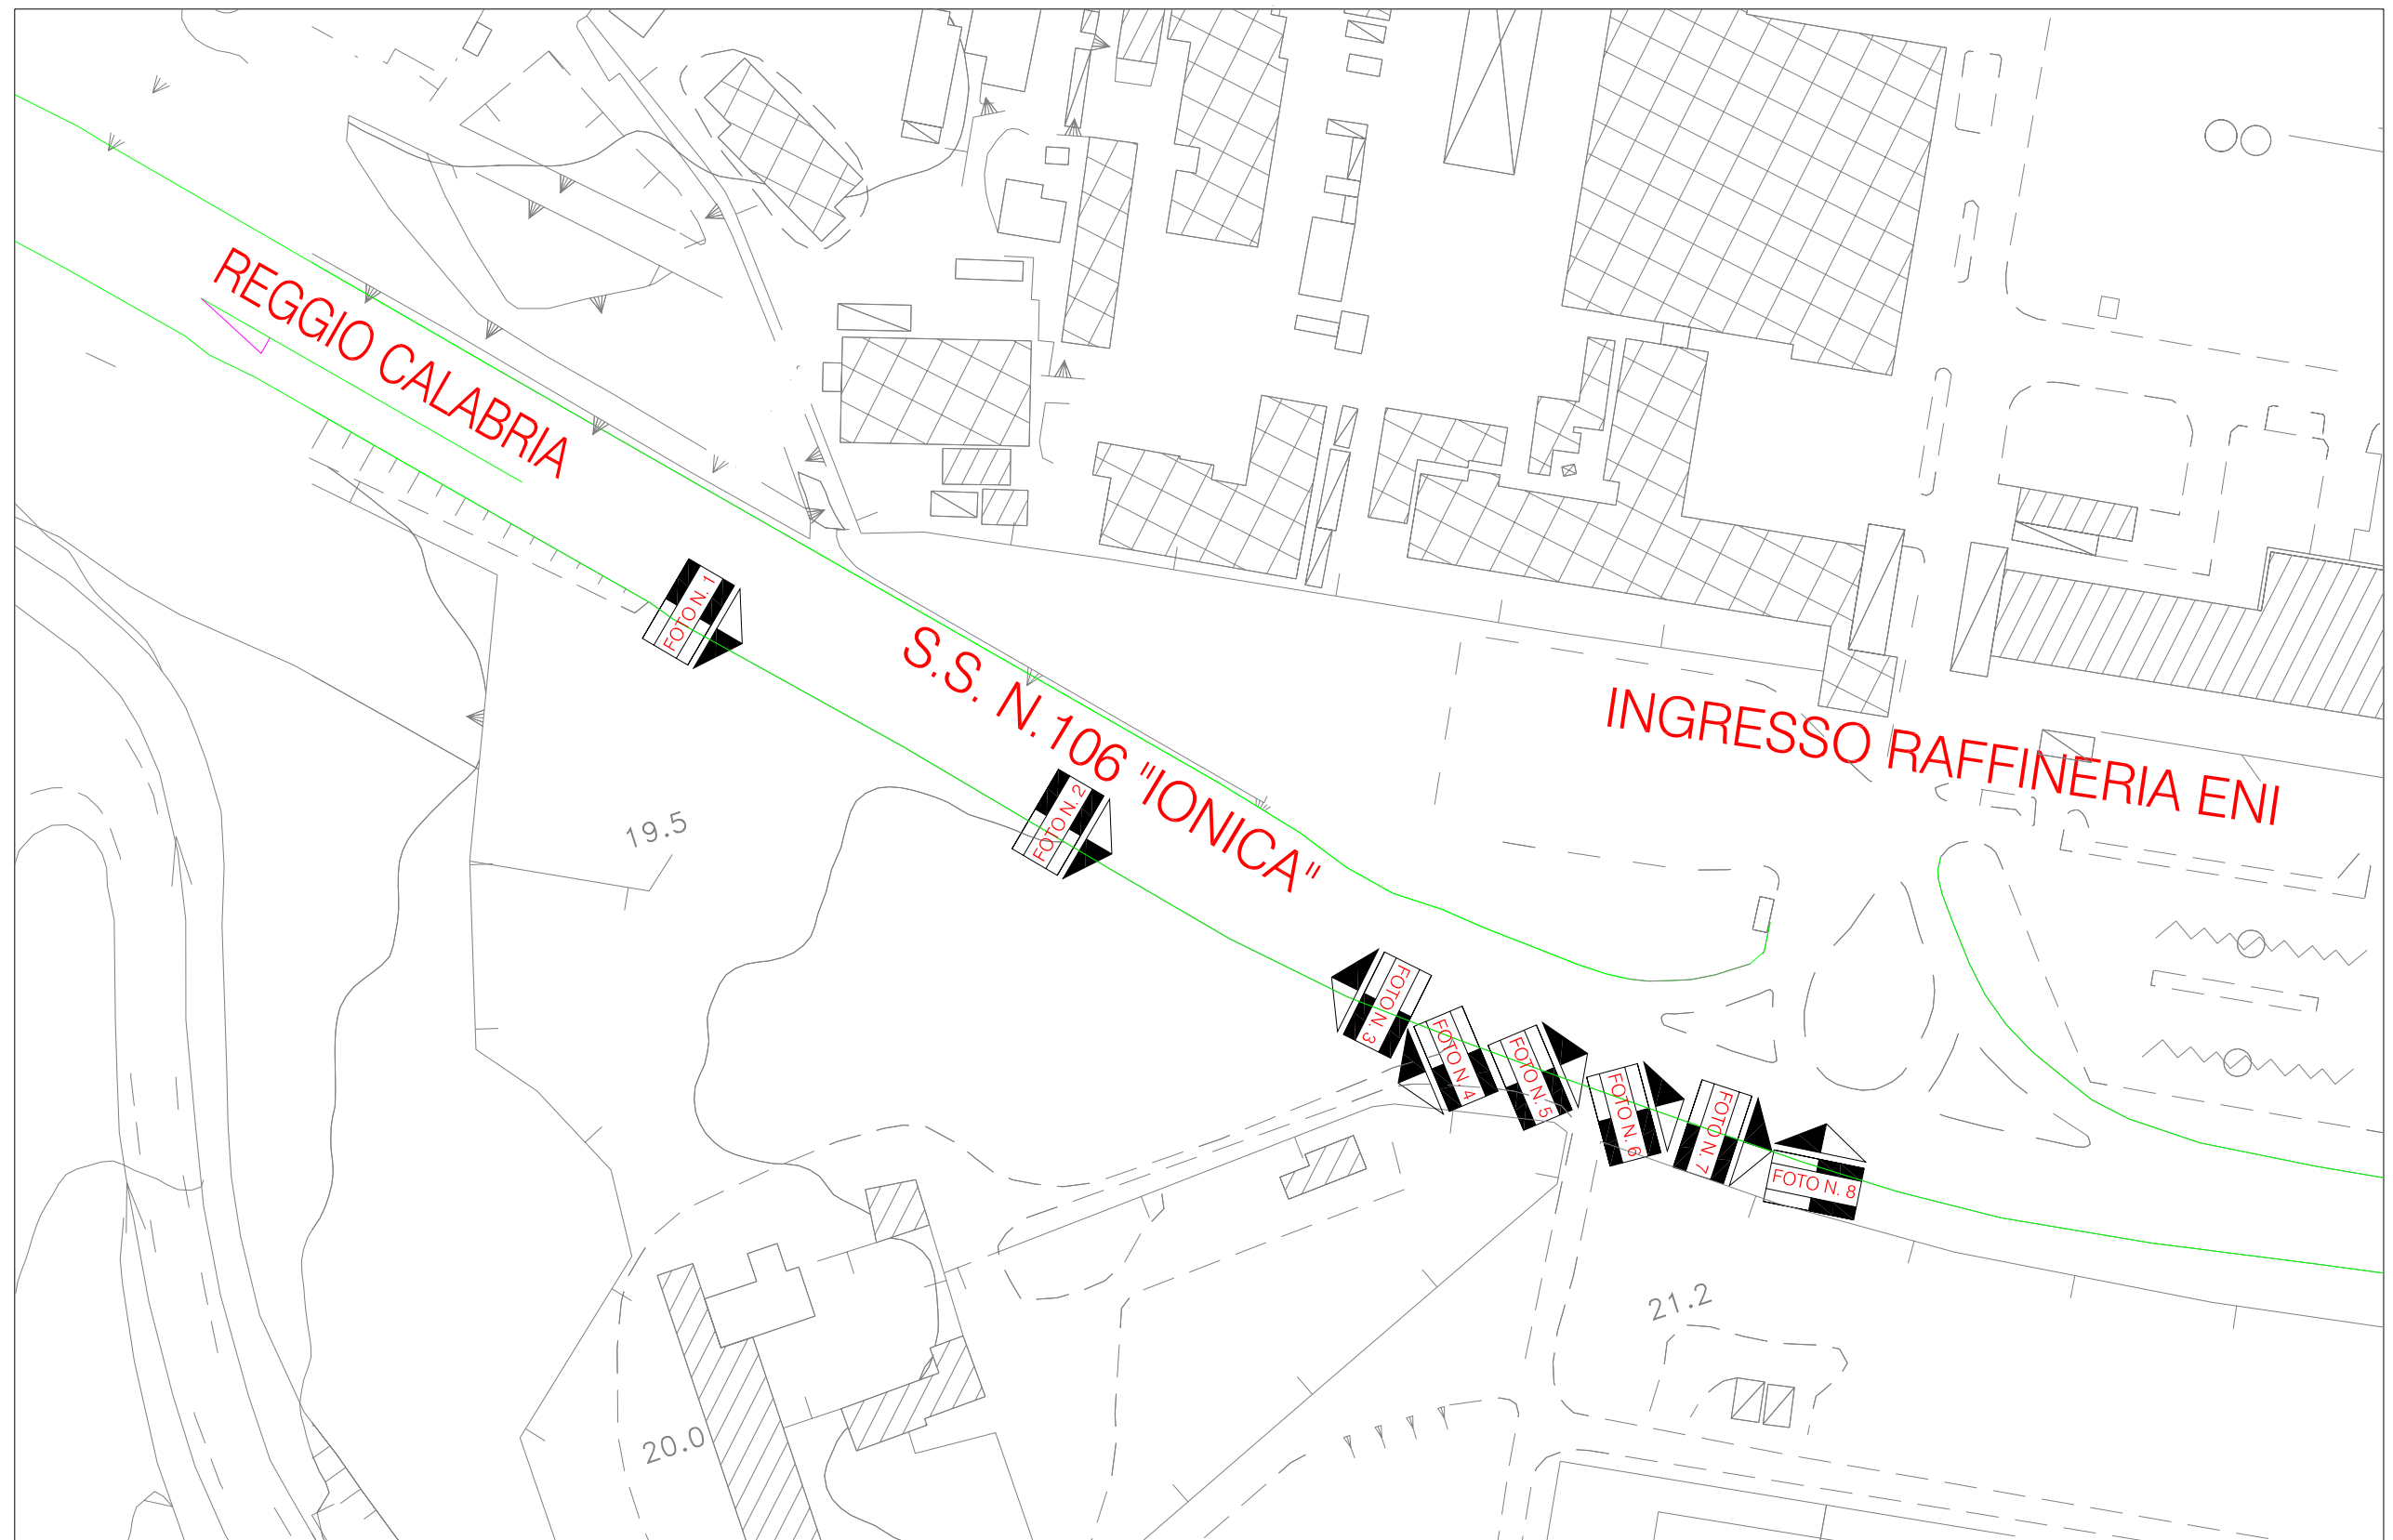 REGGIO CALABRIA
S.S. N.106 "IONICA"
INGRESSO RAFFINERIA ENI
FOTO N. 1
FOTO N. 2
FOTO N. 3
FOTO N. 4
FOTO N. 5
FOTO N. 6
FOTO N. 7
FOTO N. 8
19.5
21.2
20.0